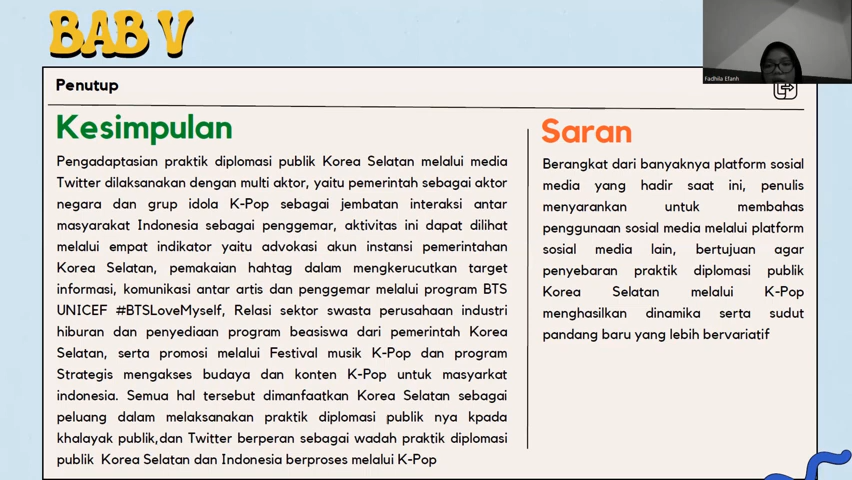 BAB V
Fadhila Efanh
Penutup
Kesimpulan
Pengadaptasian praktik diplomasi publik Korea Selatan melalui media
Twitter dilaksanakan dengan multi aktor, yaitu pemerintah sebagai aktor
negara dan grup idola K-Pop sebagai jembatan interaksi antar
masyarakat Indonesia sebagai penggemar, aktivitas ini dapat dilihat
melalui empat indikator yaitu advokasi akun instansi pemerintahan
Korea Selatan, pemakaian hahtag dalam mengkerucutkan target
informasi, komunikasi antar artis dan penggemar melalui program BTS
UNICEF #BTSLoveMyself, Relasi sektor swasta perusahaan industri
hiburan dan penyediaan program beasiswa dari pemerintah Korea
Selatan, serta promosi melalui Festival musik K-Pop dan program
Strategis mengakses budaya dan konten K-Pop untuk masyarkat
indonesia. Semua hal tersebut dimanfaatkan Korea Selatan sebagai
peluang dalam melaksanakan praktik diplomasi publik nya kpada
khalayak publik,dan Twitter berperan sebagai wadah praktik diplomasi
publik Korea Selatan dan Indonesia berproses melalui K-Pop
Saran
Berangkat dari banyaknya platform sosial
media yang hadir saat ini, penulis
menyarankan untuk membahas
penggunaan sosial media melalui platform
sosial media lain, bertujuan agar
penyebaran praktik diplomasi publik
Korea Selatan melalui K-Pop
menghasilkan dinamika serta sudut
pandang baru yang lebih bervariatif